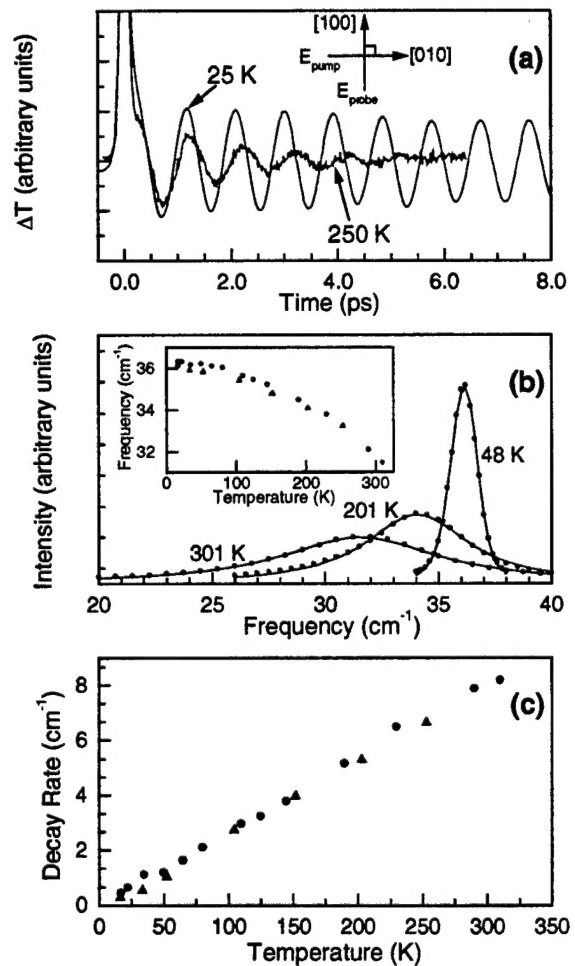 (a)
[100]
[010]
E_pump
E_probe
25 K
250 K
ΔT (arbitrary units)
0.0 2.0 4.0 6.0 8.0
Time (ps)
(b)
Intensity (arbitrary units)
Frequency (cm⁻¹)
36
34
32
0 100 200 300
Temperature (K)
48 K
201 K
301 K
20 25 30 35 40
Frequency (cm⁻¹)
(c)
Decay Rate (cm⁻¹)
8
6
4
2
0
0 50 100 150 200 250 300 350
Temperature (K)